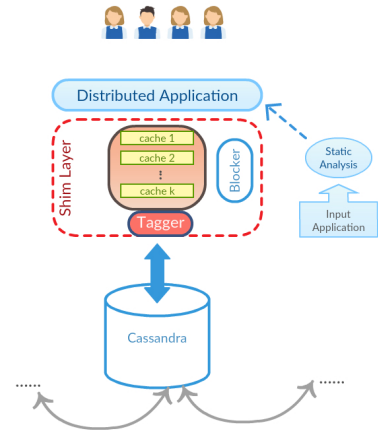 Distributed Application
Shim Layer
cache 1
cache 2
⋮
cache k
Blocker
Tagger
Static
Analysis
Input
Application
Cassandra
......
......